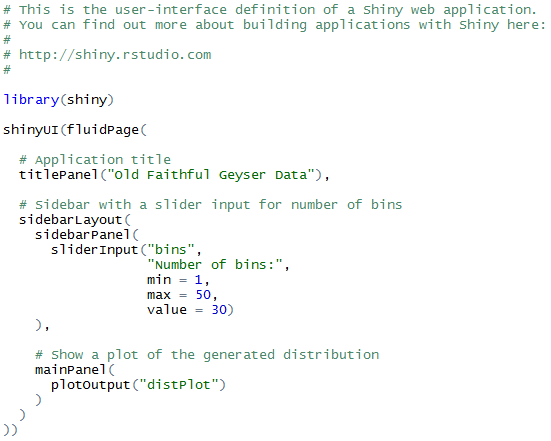 # This is the user-interface definition of a Shiny web application.
# You can find out more about building applications with Shiny here:
#
# http://shiny.rstudio.com
#

library(shiny)

shinyUI(fluidPage(

  # Application title
  titlePanel("Old Faithful Geyser Data"),

  # Sidebar with a slider input for number of bins
  sidebarLayout(
    sidebarPanel(
      sliderInput("bins",
                  "Number of bins:",
                  min = 1,
                  max = 50,
                  value = 30)
    ),

    # Show a plot of the generated distribution
    mainPanel(
      plotOutput("distPlot")
    )
  )
))